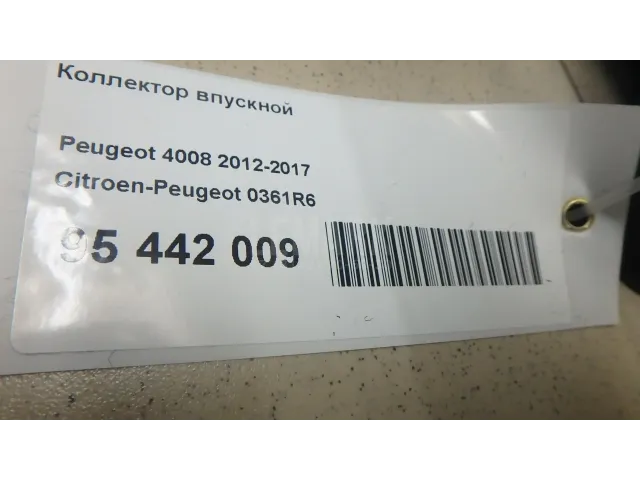 Коллектор впускной
Peugeot 4008 2012-2017
Citroen-Peugeot 0361R6
95 442 009